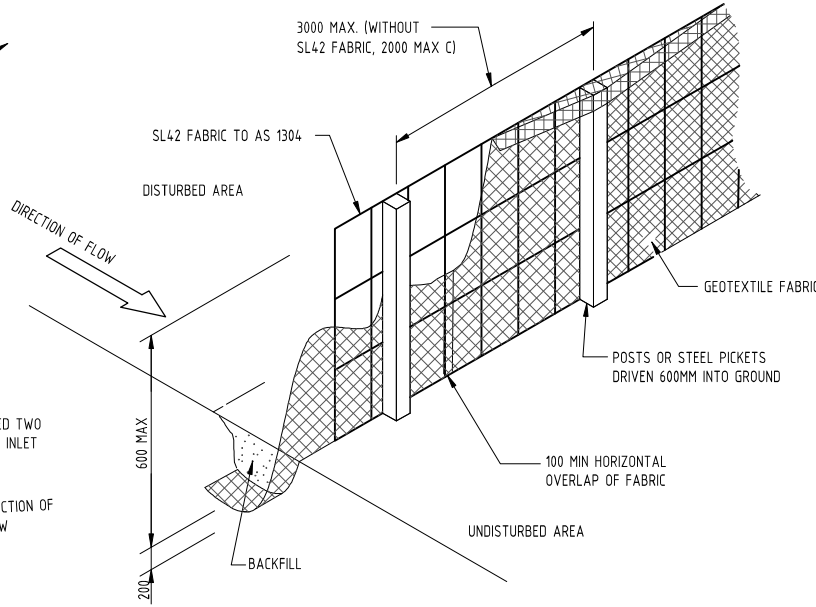 3000 MAX. (WITHOUT
SL42 FABRIC, 2000 MAX C)
SL42 FABRIC TO AS 1304
DISTURBED AREA
DIRECTION OF FLOW
GEOTEXTILE FABRIC
POSTS OR STEEL PICKETS
DRIVEN 600MM INTO GROUND
600 MAX
TWO
INLET
100 MIN HORIZONTAL
OVERLAP OF FABRIC
OF
UNDISTURBED AREA
BACKFILL
200